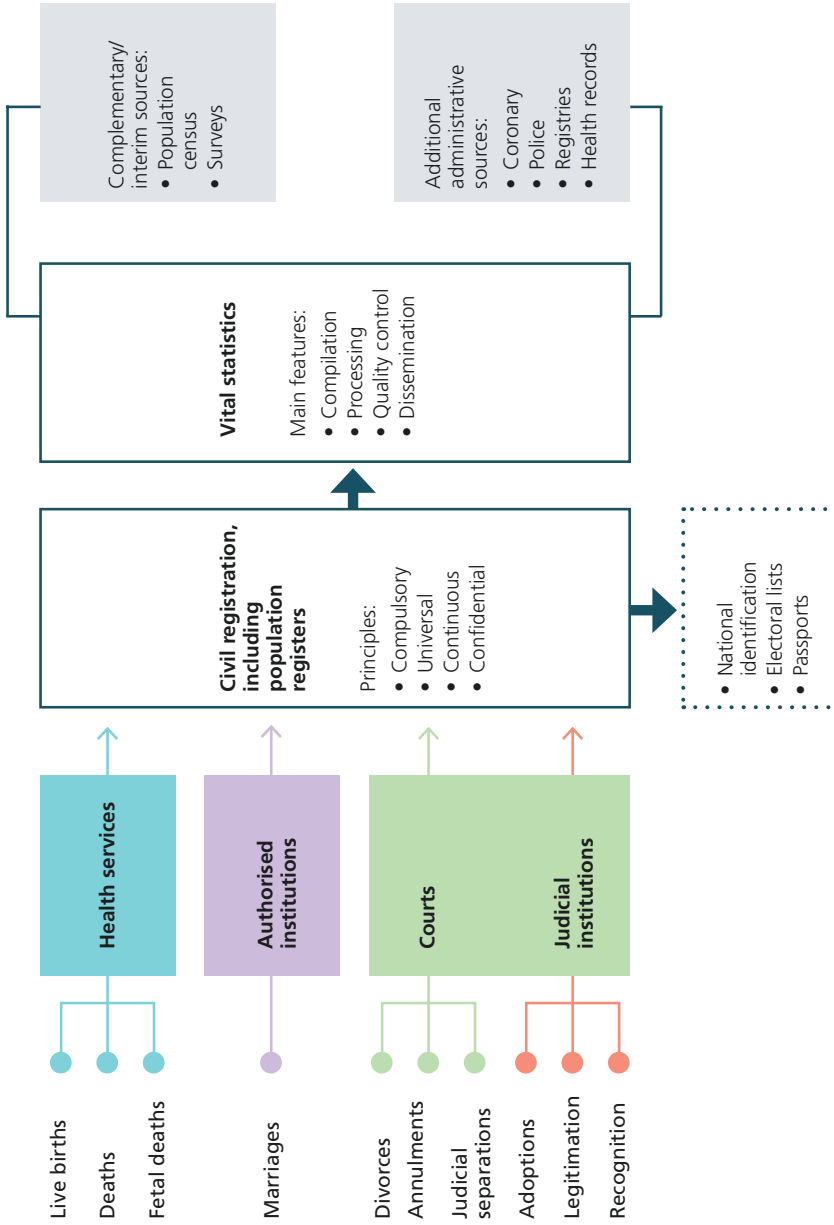 Live births
Deaths
Fetal deaths
Marriages
Divorces
Annulments
Judicial
separations
Adoptions
Legitimation
Recognition
Health services
Authorised
institutions
Courts
Judicial
institutions
Civil registration,
including
population
registers
Principles:
• Compulsory
• Universal
• Continuous
• Confidential
• National
identification
• Electoral lists
• Passports
Vital statistics
Main features:
• Compilation
• Processing
• Quality control
• Dissemination
Complementary/
interim sources:
• Population
census
• Surveys
Additional
administrative
sources:
• Coronary
• Police
• Registries
• Health records